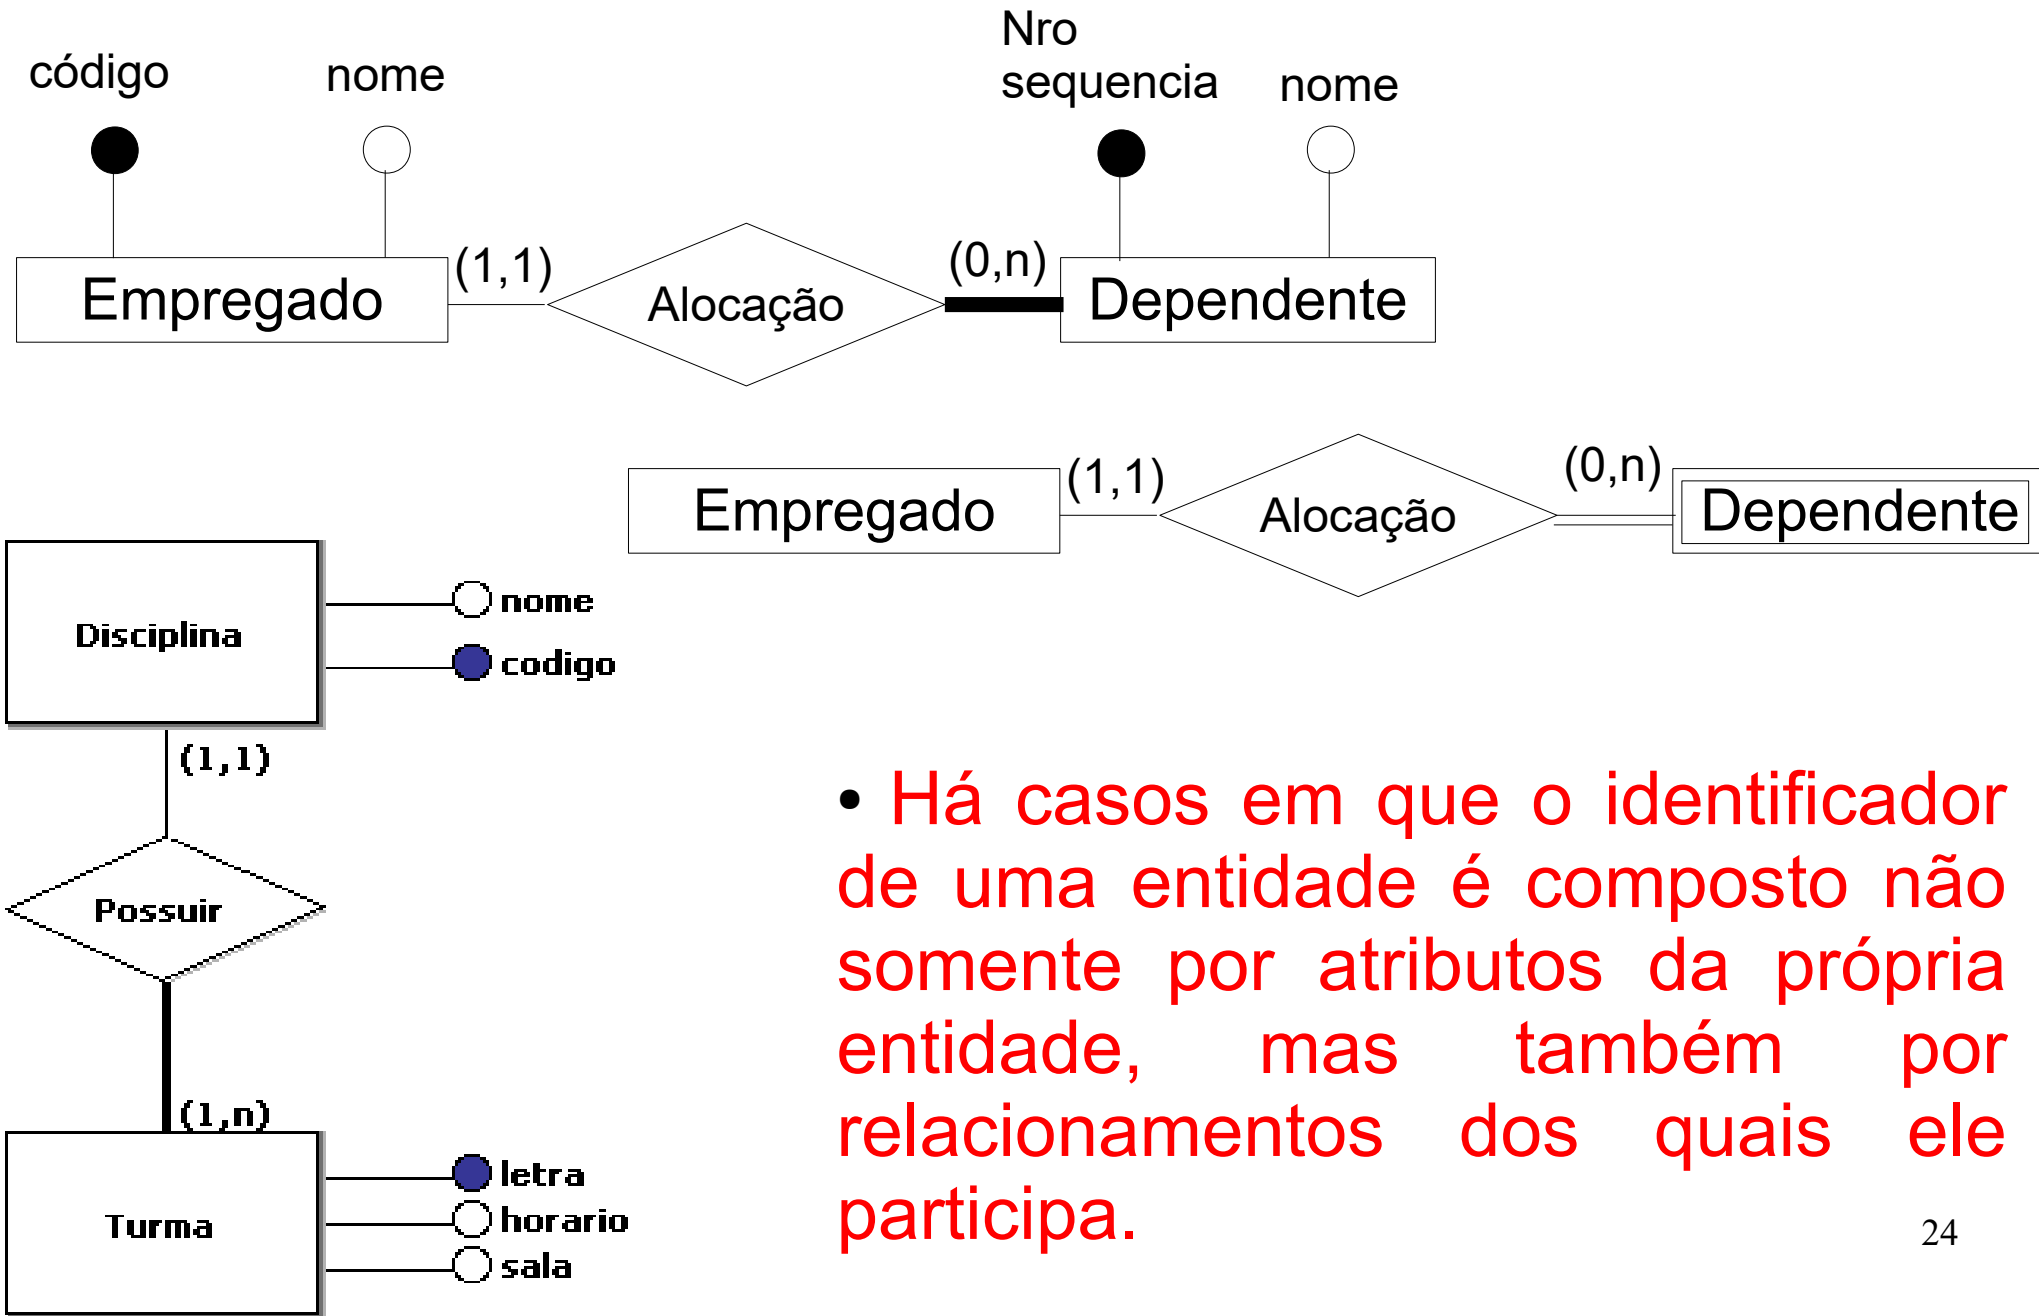 Nro
código nome sequencia nome
Empregado (1,1) Alocação (0,n) Dependente
Empregado (1,1) Alocação (0,n) Dependente
Disciplina
nome
codigo
(1,1)
Possuir
(1,n)
Turma
letra
horario
sala
• Há casos em que o identificador
de uma entidade é composto não
somente por atributos da própria
entidade, mas também por
relacionamentos dos quais ele
participa.
24